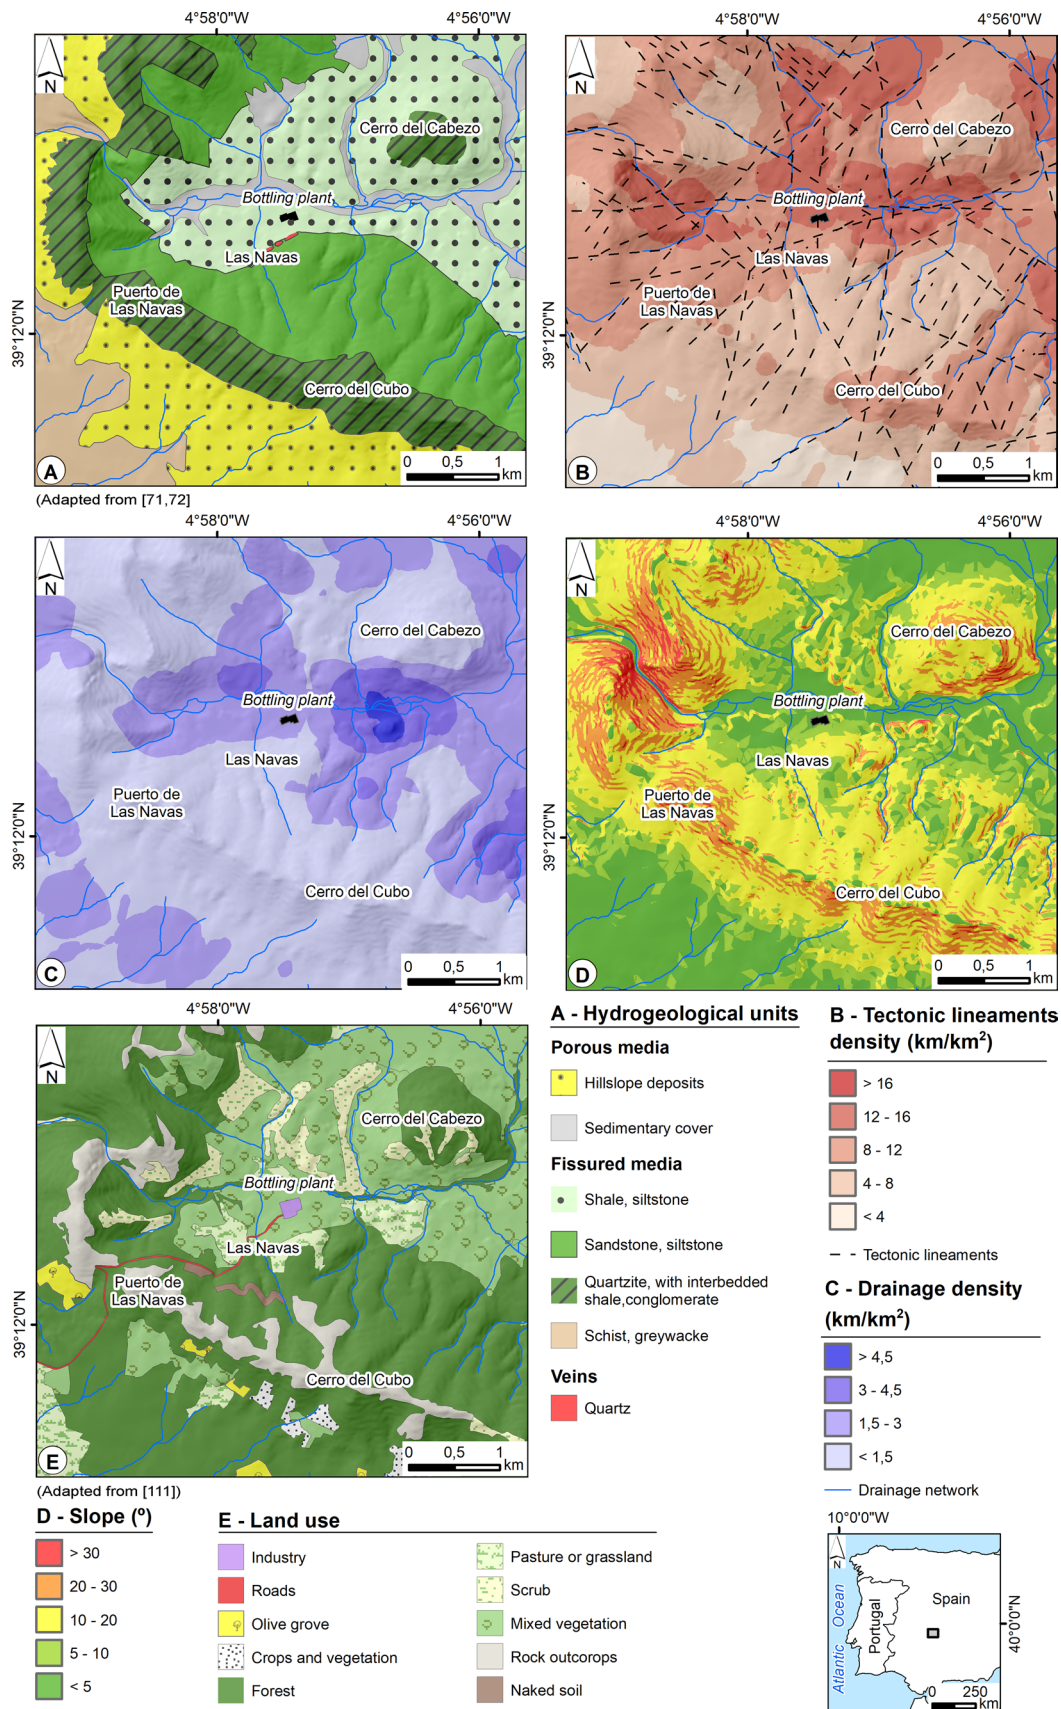 4°58'0"W
4°56'0"W
4°58'0"W
4°56'0"W
N
Cerro del Cabezo
Bottling plant
Las Navas
Puerto de
Las Navas
Cerro del Cubo
39°12'0"N
A
0 0,5 1
km
(Adapted from [71,72]
N
Cerro del Cabezo
Bottling plant
Las Navas
Puerto de
Las Navas
Cerro del Cubo
39°12'0"N
B
0 0,5 1
km
4°58'0"W
4°56'0"W
4°58'0"W
4°56'0"W
N
Cerro del Cabezo
Bottling plant
Las Navas
Puerto de
Las Navas
Cerro del Cubo
39°12'0"N
C
0 0,5 1
km
N
Cerro del Cabezo
Bottling plant
Las Navas
Puerto de
Las Navas
Cerro del Cubo
39°12'0"N
D
0 0,5 1
km
4°58'0"W
4°56'0"W
N
Cerro del Cabezo
Bottling plant
Las Navas
Puerto de
Las Navas
Cerro del Cubo
39°12'0"N
E
0 0,5 1
km
(Adapted from [111])
A - Hydrogeological units
Porous media
Hillslope deposits
Sedimentary cover
Fissured media
Shale, siltstone
Sandstone, siltstone
Quartzite, with interbedded
shale,conglomerate
Schist, greywacke
Veins
Quartz
B - Tectonic lineaments
density (km/km²)
> 16
12 - 16
8 - 12
4 - 8
< 4
Tectonic lineaments
C - Drainage density
(km/km²)
> 4,5
3 - 4,5
1,5 - 3
< 1,5
Drainage network
D - Slope (º)
> 30
20 - 30
10 - 20
5 - 10
< 5
E - Land use
Industry
Roads
Olive grove
Crops and vegetation
Forest
Pasture or grassland
Scrub
Mixed vegetation
Rock outcorops
Naked soil
10°0'0"W
N
Atlantic Ocean
Portugal
Spain
40°0'0"N
0 250
km